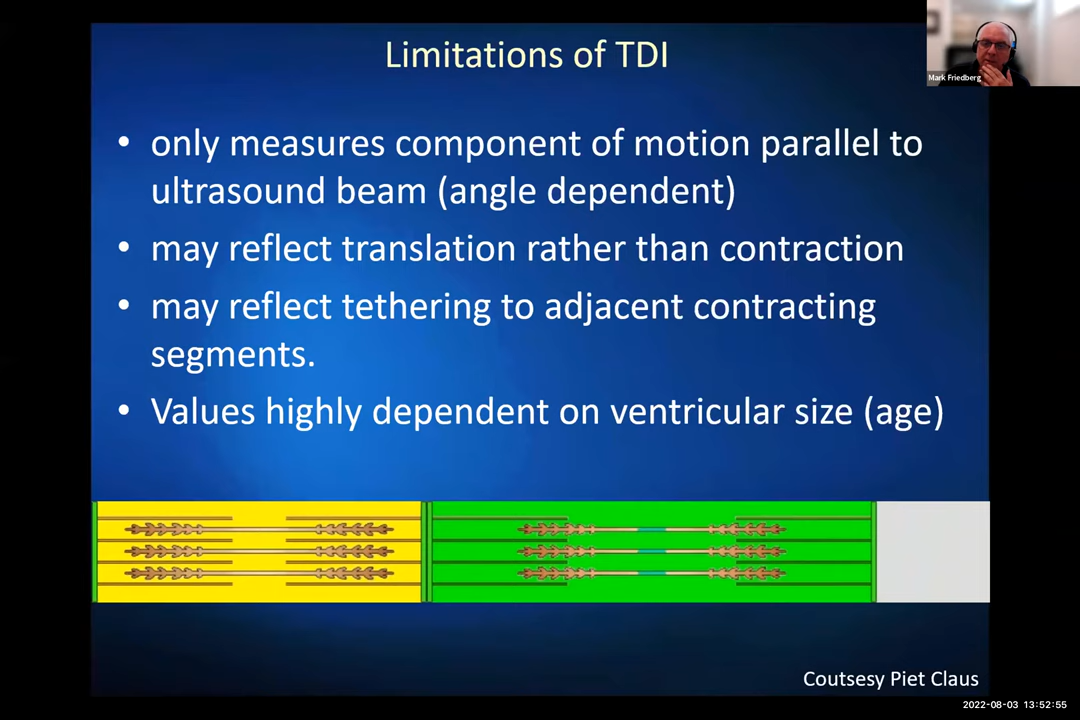 Limitations of TDI
Mark Friedberg
• only measures component of motion parallel to
ultrasound beam (angle dependent)
• may reflect translation rather than contraction
• may reflect tethering to adjacent contracting
segments.
• Values highly dependent on ventricular size (age)
Coutsesy Piet Claus
2022-08-03 13:52:55